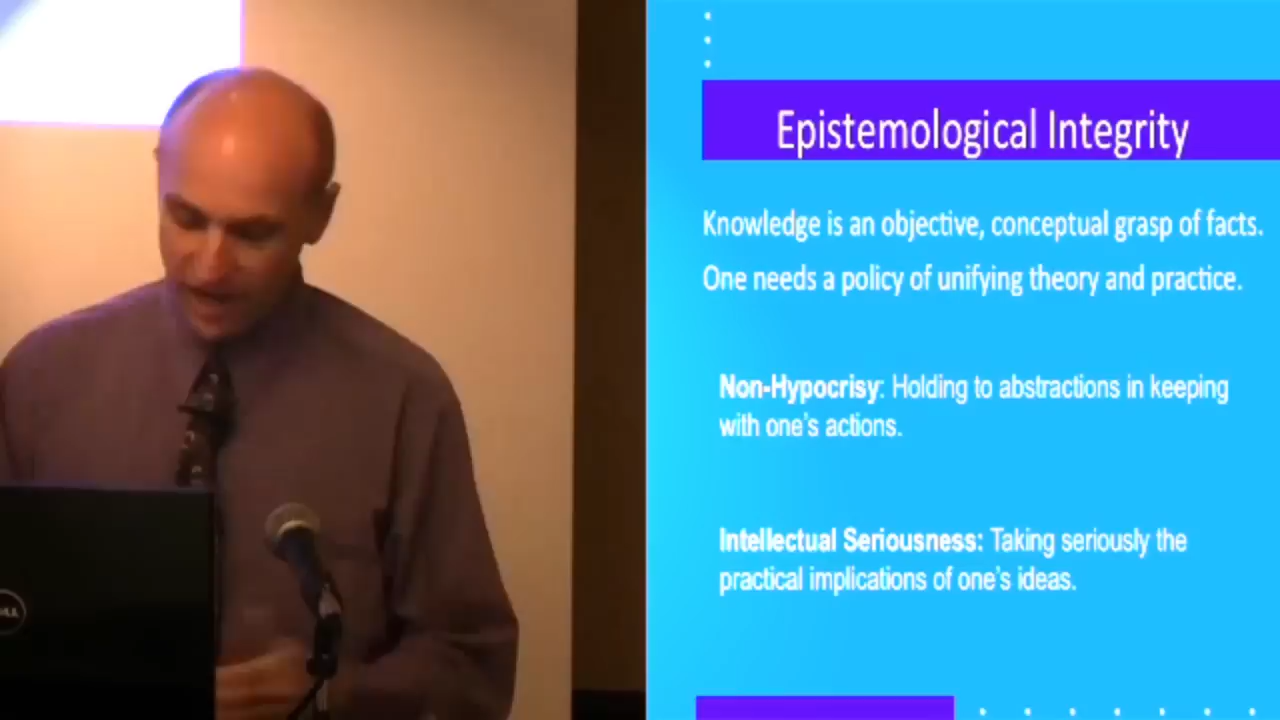 Epistemological Integrity
Knowledge is an objective, conceptual grasp of facts.
One needs a policy of unifying theory and practice.
Non-Hypocrisy: Holding to abstractions in keeping
with one's actions.
Intellectual Seriousness: Taking seriously the
practical implications of one's ideas.